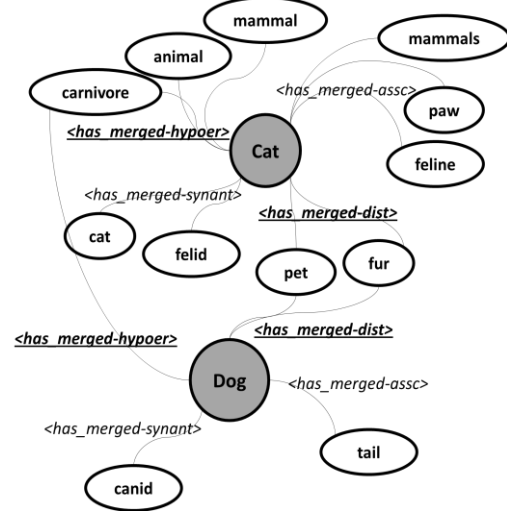 mammal
animal
mammals
carnivore
<has_merged-assc>
paw
<has_merged-hypoer>
Cat
feline
<has_merged-synant>
<has_merged-dist>
cat
felid
pet
fur
<has_merged-hypoer>
<has_merged-dist>
Dog
<has_merged-assc>
<has_merged-synant>
tail
canid